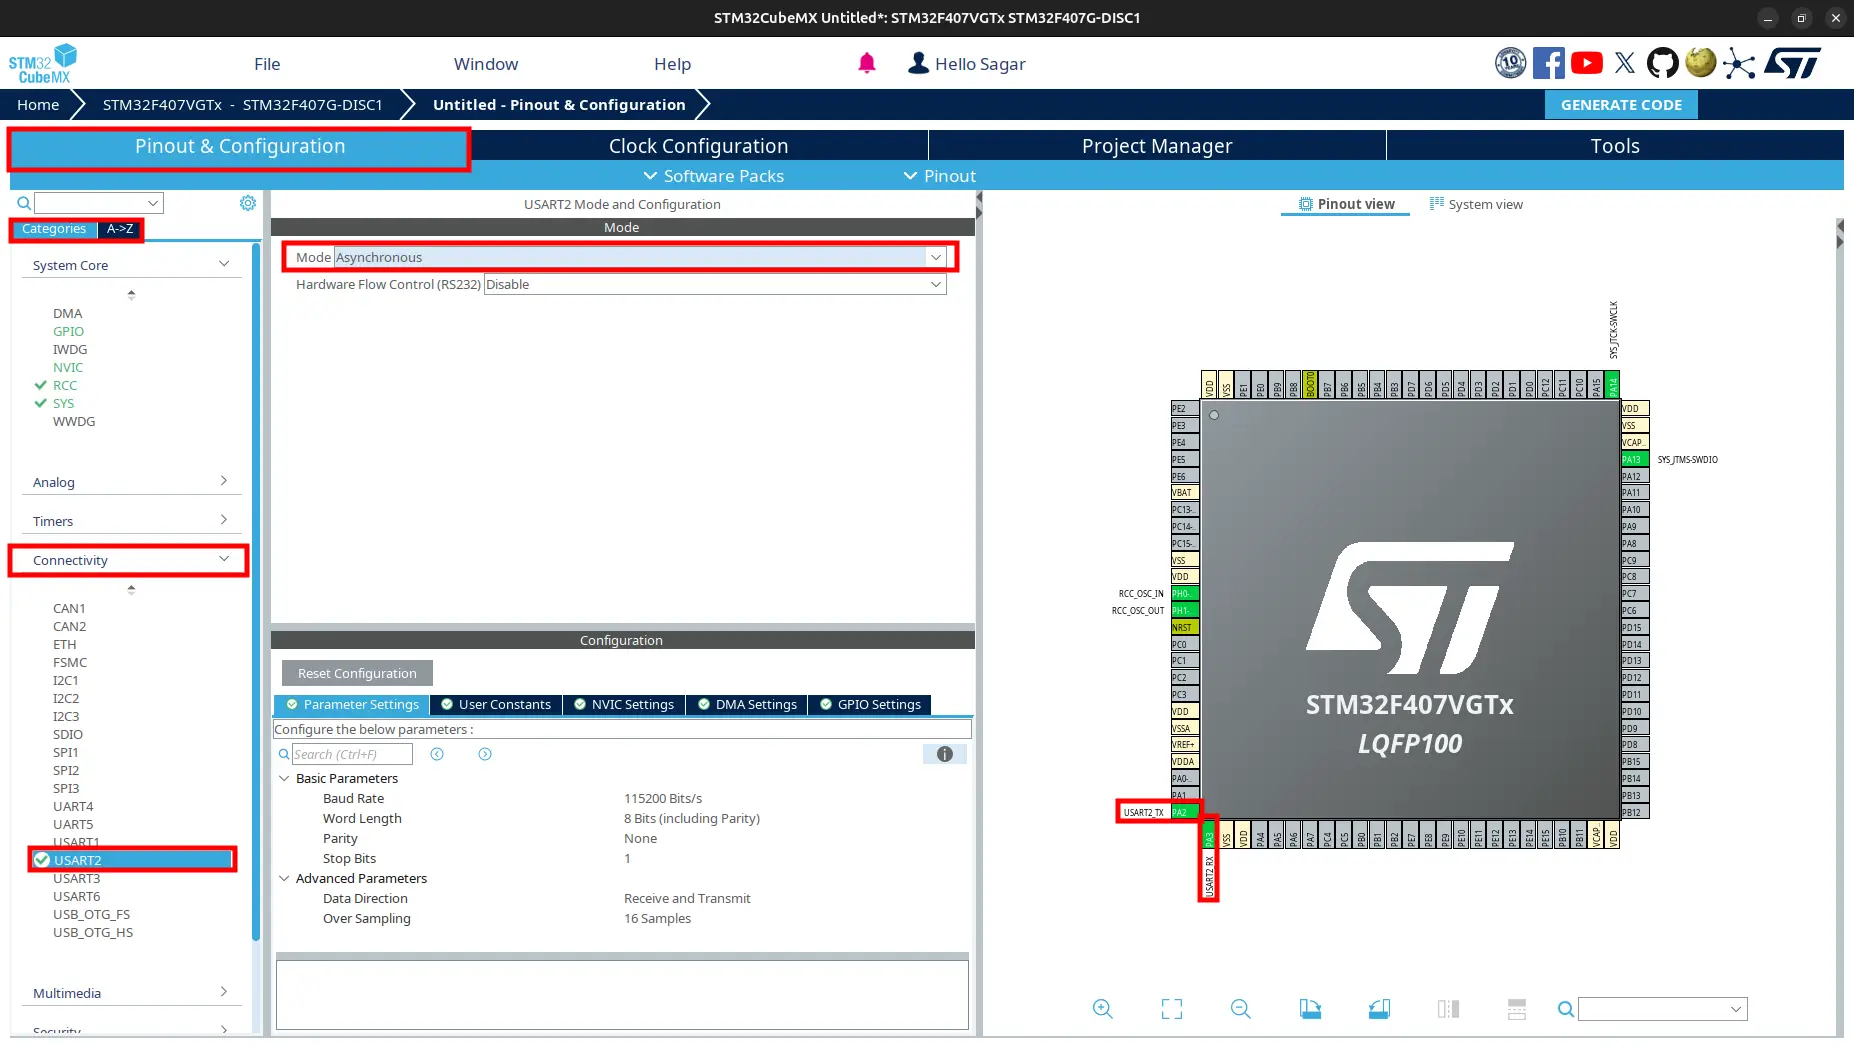 STM32CubeMX Untitled*: STM32F407VGTx STM32F407G-DISC1
STM32
CubeMX
File
Window
Help
Hello Sagar
10
Home
STM32F407VGTx - STM32F407G-DISC1
Untitled - Pinout & Configuration
GENERATE CODE
Pinout & Configuration
Clock Configuration
Project Manager
Tools
Software Packs
Pinout
Categories
A->Z
System Core
DMA
GPIO
IWDG
NVIC
RCC
SYS
WWDG
Analog
Timers
Connectivity
CAN1
CAN2
ETH
FSMC
I2C1
I2C2
I2C3
SDIO
SPI1
SPI2
SPI3
UART4
UART5
USART1
USART2
USART3
USART6
USB_OTG_FS
USB_OTG_HS
Multimedia
Security
USART2 Mode and Configuration
Mode
Mode Asynchronous
Hardware Flow Control (RS232) Disable
Configuration
Reset Configuration
Parameter Settings
User Constants
NVIC Settings
DMA Settings
GPIO Settings
Configure the below parameters :
Search (Ctrl+F)
Basic Parameters
Baud Rate 115200 Bits/s
Word Length 8 Bits (including Parity)
Parity None
Stop Bits 1
Advanced Parameters
Data Direction Receive and Transmit
Over Sampling 16 Samples
Pinout view
System view
SYS_JTCK-SWCLK
VDD
VSS
PE1
PE0
PB9
PB8
BOOT0
PB7
PB6
PB5
PB4
PB3
PD7
PD6
PD5
PD4
PD3
PD2
PD1
PD0
PC12
PC11
PC10
PA15
PA14
PE2
PE3
PE4
PE5
PE6
VBAT
PC13-..
PC14-..
PC15-..
VSS
VDD
RCC_OSC_IN PH0-..
RCC_OSC_OUT PH1-..
NRST
PC0
PC1
PC2
PC3
VDD
VSSA
VREF+
VDDA
PA0-..
PA1
USART2_TX PA2
VDD
VSS
VCAP..
PA13 SYS_JTMS-SWDIO
PA12
PA11
PA10
PA9
PA8
PC9
PC8
PC7
PC6
PD15
PD14
PD13
PD12
PD11
PD10
PD9
PD8
PB15
PB14
PB13
PB12
ST
STM32F407VGTx
LQFP100
PA3
VSS
VDD
PA4
PA5
PA6
PA7
PC4
PC5
PB0
PB1
PB2
PE7
PE8
PE9
PE10
PE11
PE12
PE13
PE14
PE15
PB10
PB11
VCAP..
VDD
USART2_RX